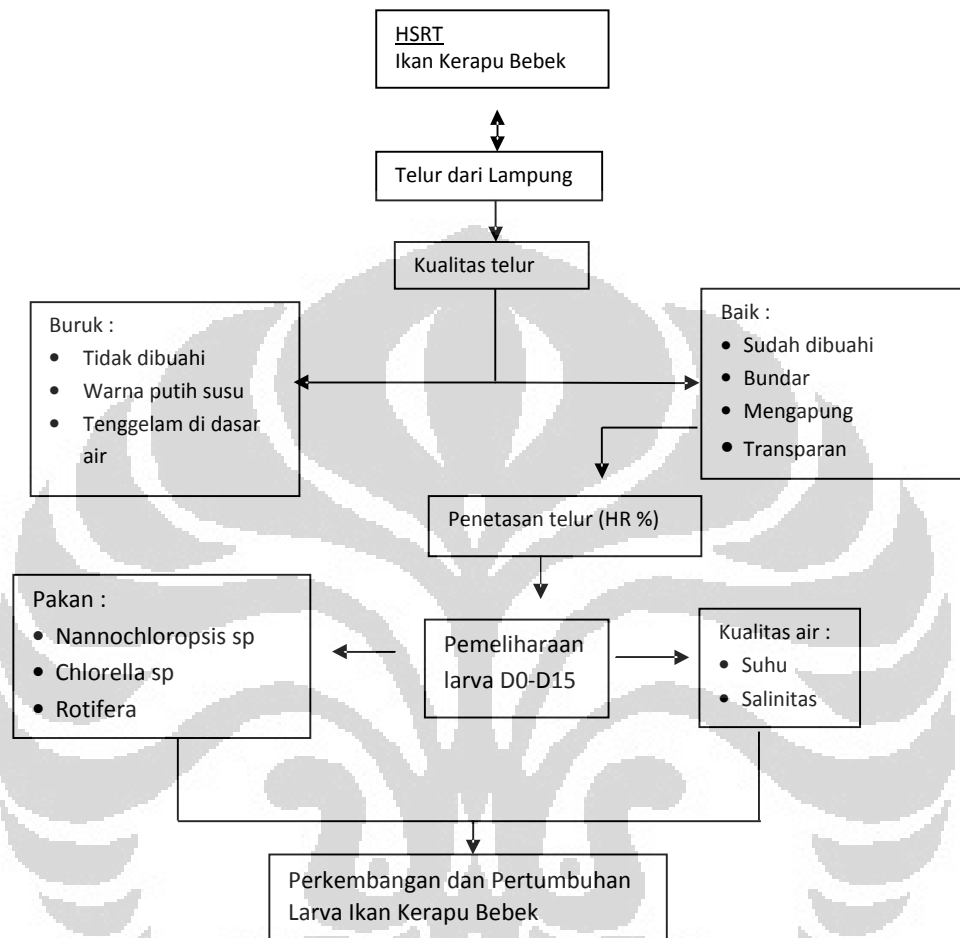 HSRT
Ikan Kerapu Bebek
Telur dari Lampung
Kualitas telur
Buruk :
• Tidak dibuahi
• Warna putih susu
• Tenggelam di dasar
air
Baik :
• Sudah dibuahi
• Bundar
• Mengapung
• Transparan
Penetasan telur (HR %)
Pakan :
• Nannochloropsis sp
• Chlorella sp
• Rotifera
Pemeliharaan
larva D0-D15
Kualitas air :
• Suhu
• Salinitas
Perkembangan dan Pertumbuhan
Larva Ikan Kerapu Bebek